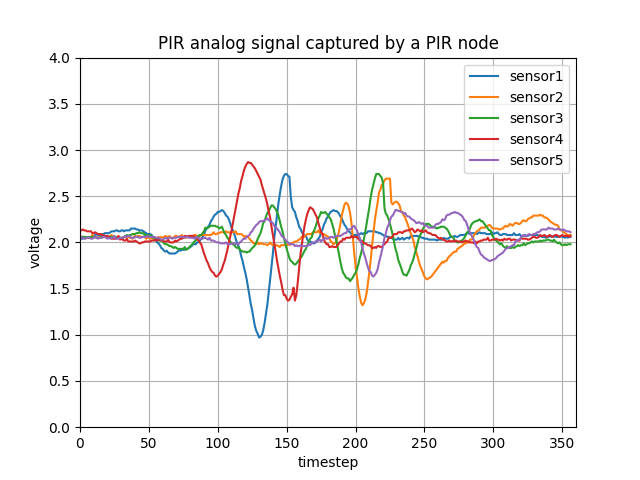 PIR analog signal captured by a PIR node
4.0
3.5
3.0
2.5
2.0
1.5
1.0
0.5
0.0
voltage
sensor1
sensor2
sensor3
sensor4
sensor5
0 50 100 150 200 250 300 350
timestep